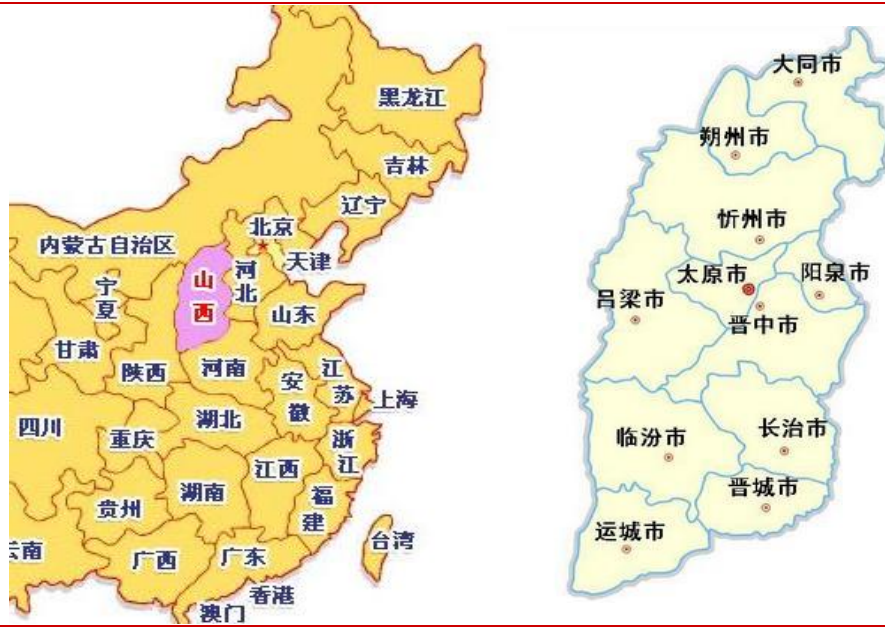 黑龙江
吉林
辽宁
北京
内蒙古自治区
天津
河北
山西
宁夏
山东
甘肃
陕西
河南
江苏
安徽
上海
四川
重庆
湖北
浙江
江西
湖南
贵州
福建
云南
广西
广东
台湾
香港
澳门
大同市
朔州市
忻州市
太原市
阳泉市
吕梁市
晋中市
临汾市
长治市
晋城市
运城市